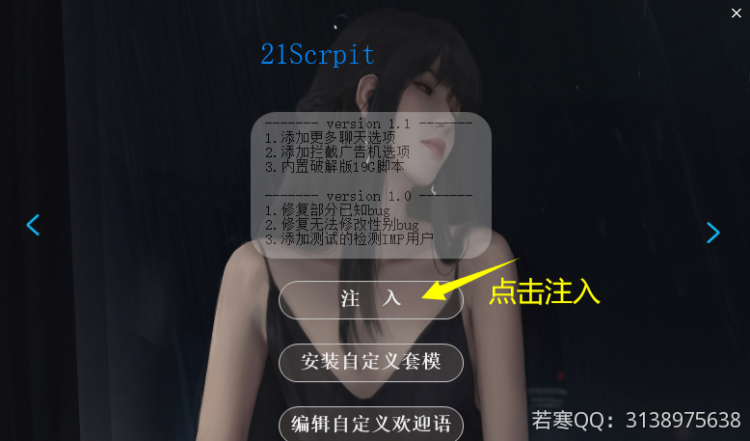 21Scrpit
------- version 1.1 -------
1.添加更多聊天选项
2.添加拦截广告机选项
3.内置破解版19G脚本
------- version 1.0 -------
1.修复部分已知bug
2.修复无法修改性别bug
3.添加测试的检测IMP用户
注 入
点击注入
安装自定义套模
编辑自定义欢迎语
若寒QQ：3138975638